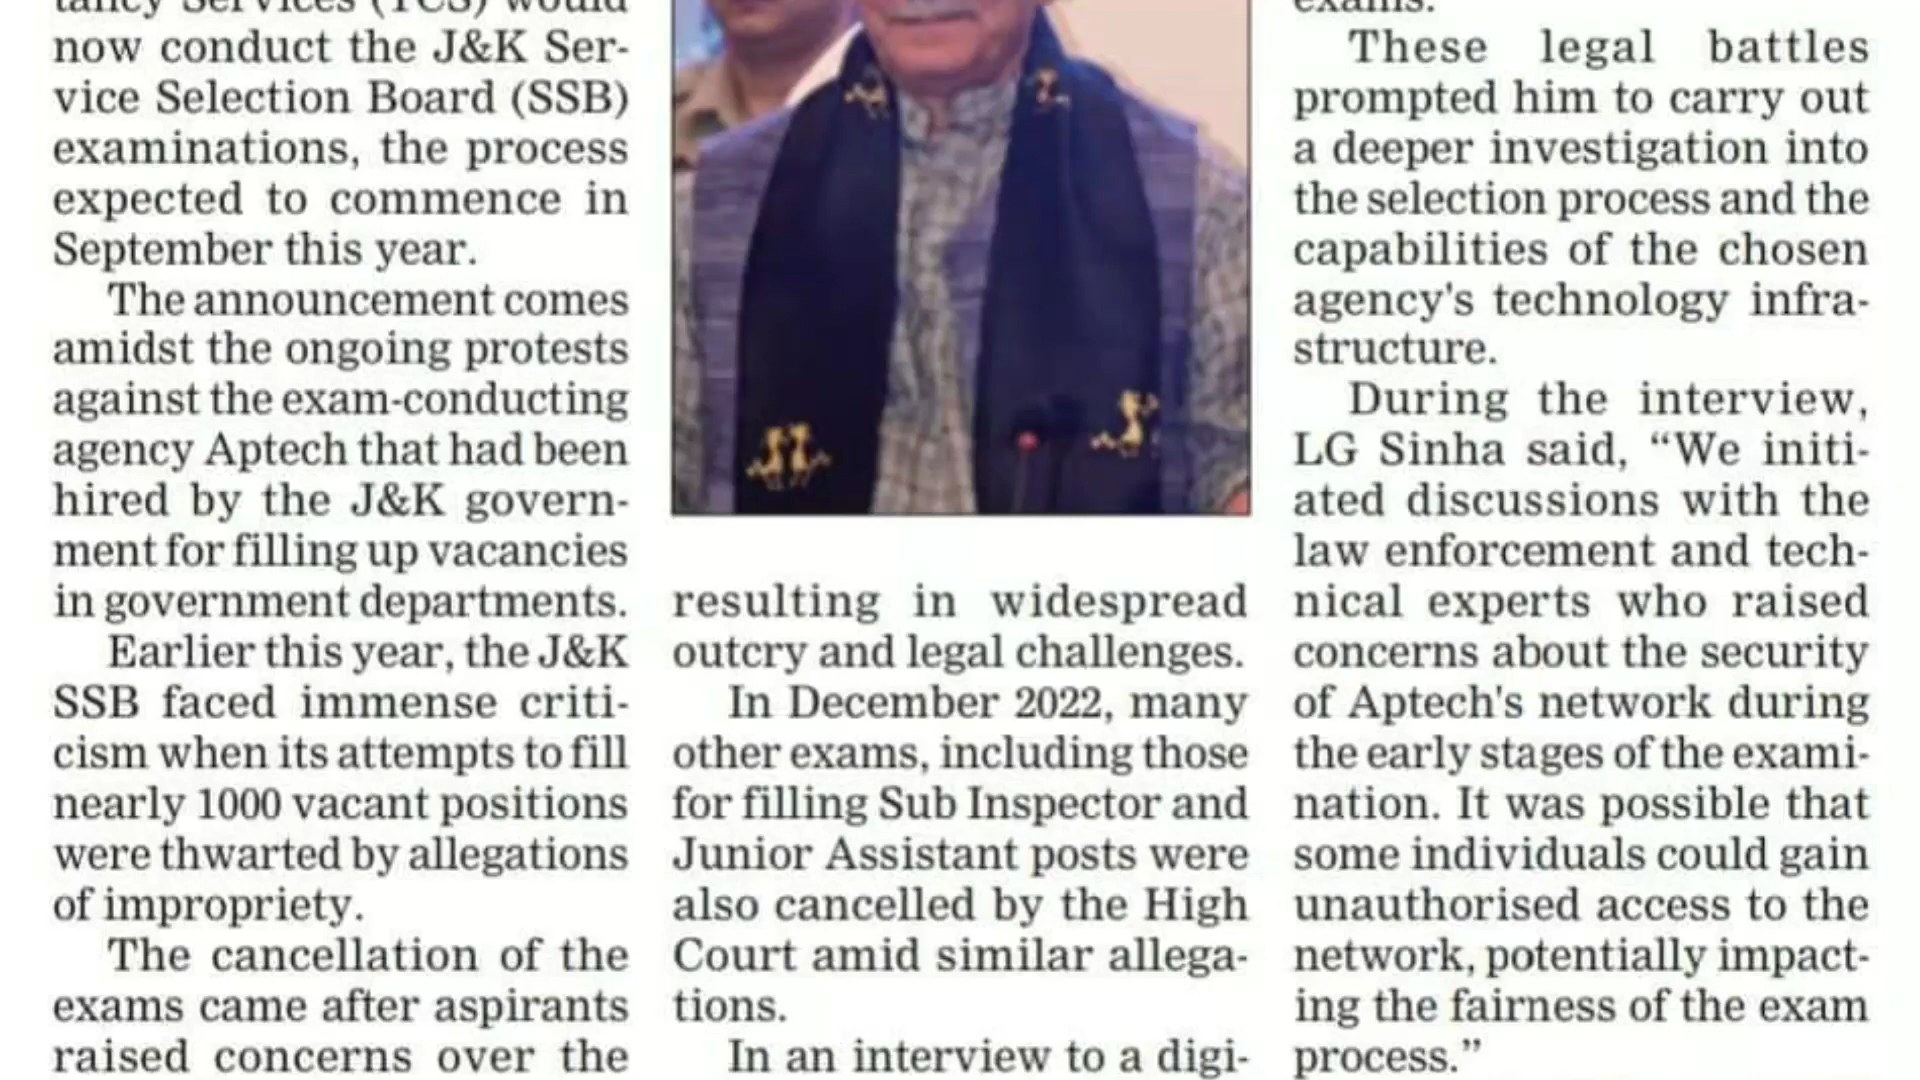 tancy Services (TCS) would
now conduct the J&K Ser-
vice Selection Board (SSB)
examinations, the process
expected to commence in
September this year.
The announcement comes
amidst the ongoing protests
against the exam-conducting
agency Aptech that had been
hired by the J&K govern-
ment for filling up vacancies
in government departments.
Earlier this year, the J&K
SSB faced immense criti-
cism when its attempts to fill
nearly 1000 vacant positions
were thwarted by allegations
of impropriety.
The cancellation of the
exams came after aspirants
raised concerns over the
resulting in widespread
outcry and legal challenges.
In December 2022, many
other exams, including those
for filling Sub Inspector and
Junior Assistant posts were
also cancelled by the High
Court amid similar allega-
tions.
In an interview to a digi-
exams.
These legal battles
prompted him to carry out
a deeper investigation into
the selection process and the
capabilities of the chosen
agency's technology infra-
structure.
During the interview,
LG Sinha said, “We initi-
ated discussions with the
law enforcement and tech-
nical experts who raised
concerns about the security
of Aptech's network during
the early stages of the exami-
nation. It was possible that
some individuals could gain
unauthorised access to the
network, potentially impact-
ing the fairness of the exam
process.”